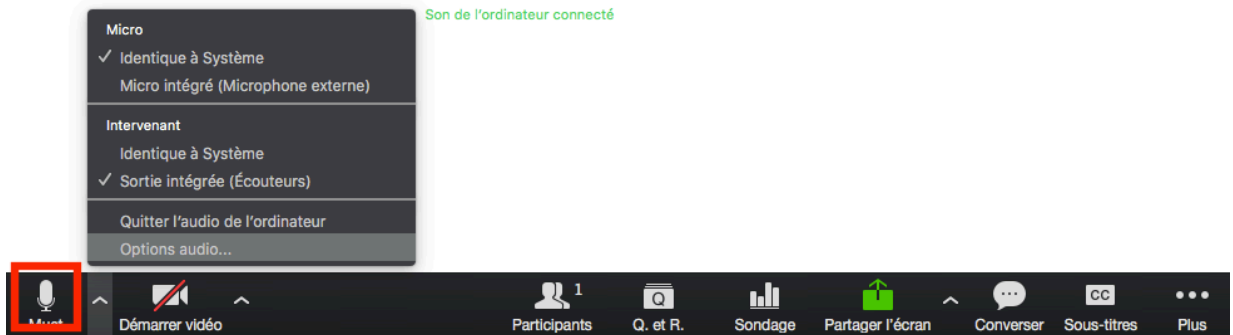 Son de l'ordinateur connecté
Micro
✓ Identique à Système
Micro intégré (Microphone externe)
Intervenant
Identique à Système
✓ Sortie intégrée (Écouteurs)
Quitter l'audio de l'ordinateur
Options audio...
1
Q
CC
Démarrer vidéo
Participants
Q. et R.
Sondage
Partager l'écran
Converser
Sous-titres
Plus